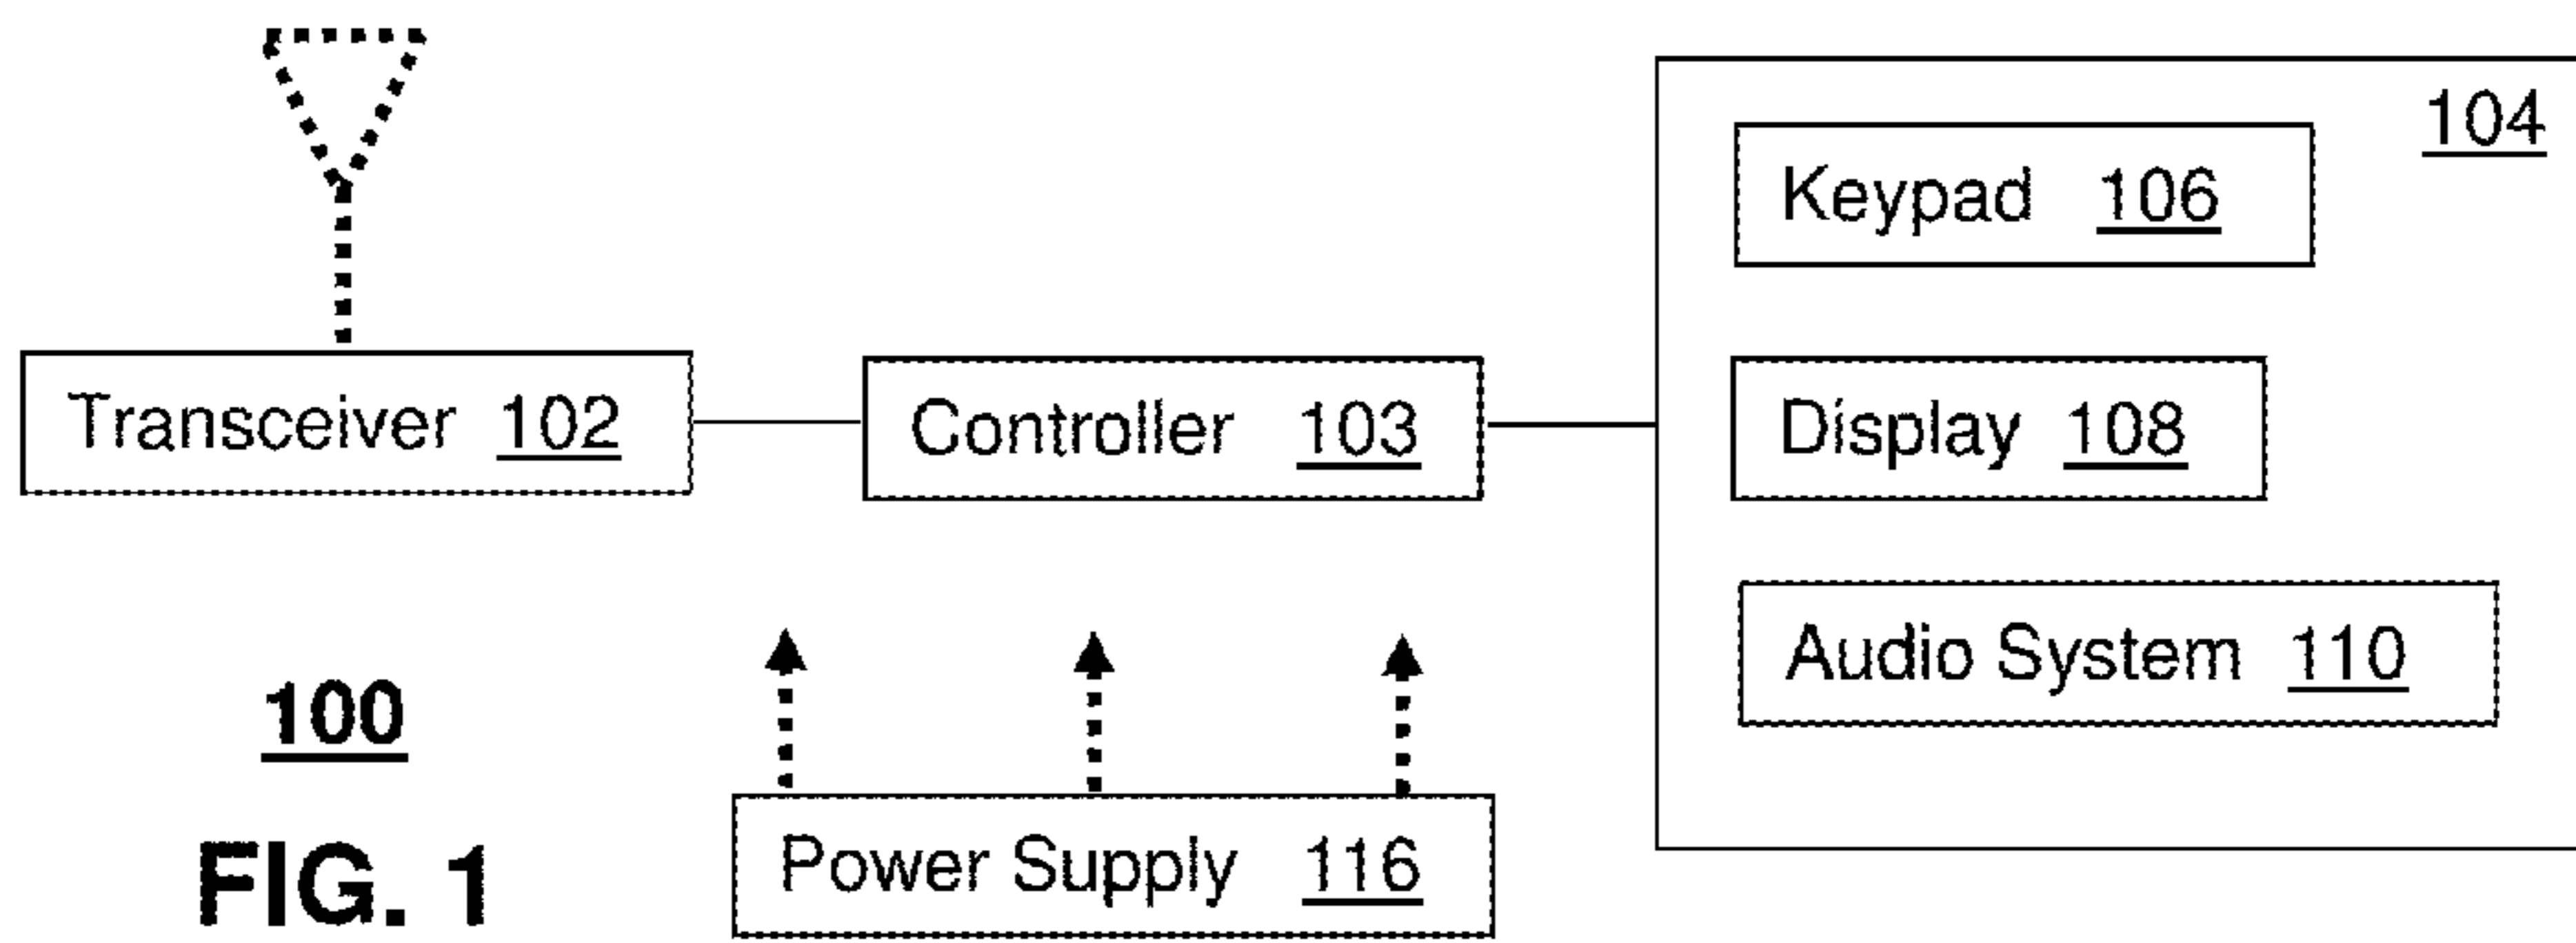 104
Keypad 106
Transceiver 102
Controller 103
Display 108
Audio System 110
100
Power Supply 116
FIG. 1